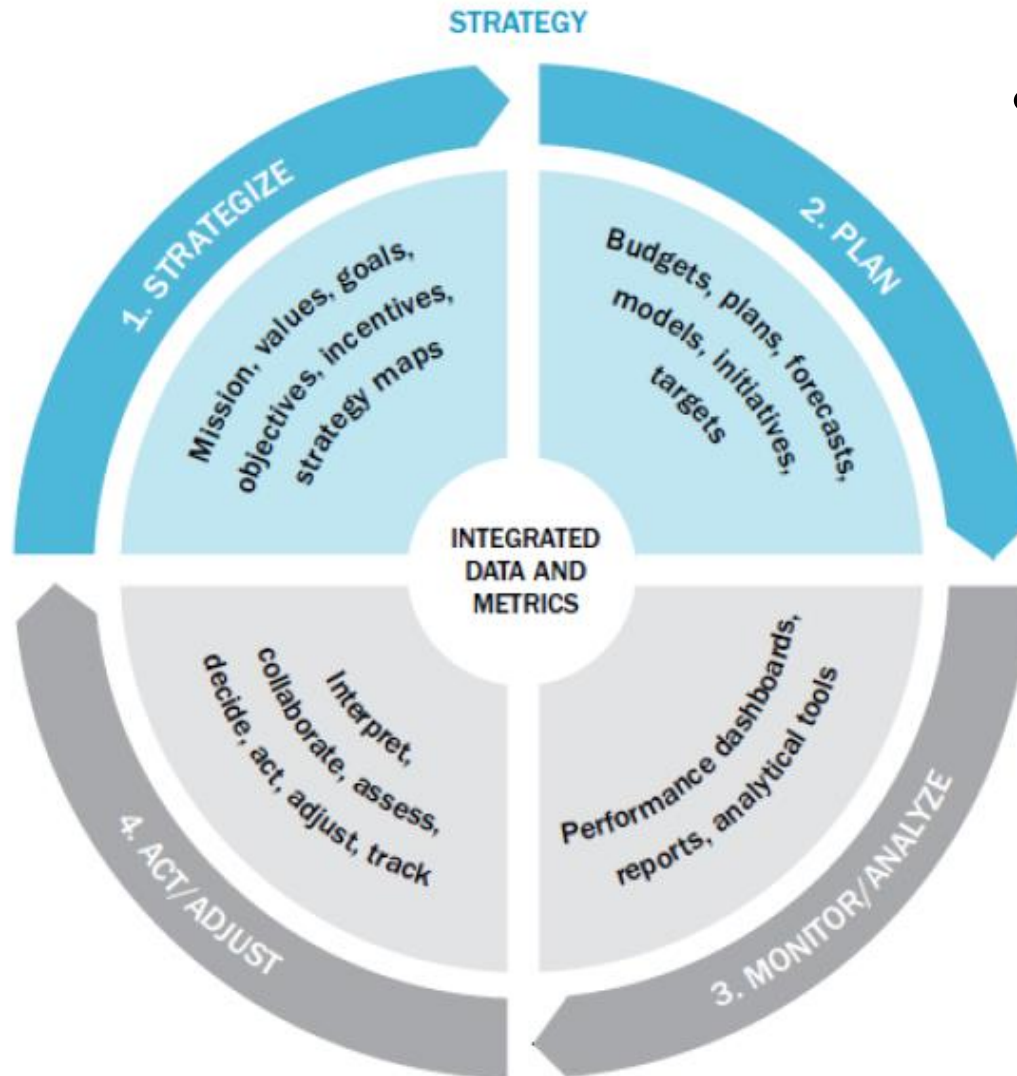 STRATEGY
1. STRATEGIZE
Mission, values, goals,
objectives, incentives,
strategy maps
2. PLAN
Budgets, plans, forecasts,
models, initiatives,
targets
INTEGRATED
DATA AND
METRICS
3. MONITOR/ANALYZE
Performance dashboards,
reports, analytical tools
4. ACT/ADJUST
Interpret,
collaborate, assess,
decide, act, adjust, track